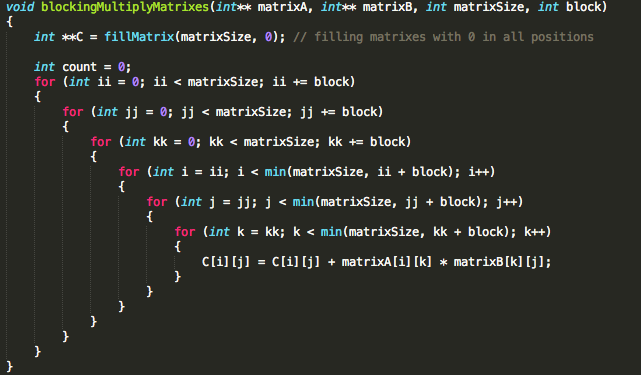 void blockingMultiplyMatrixes(int** matrixA, int** matrixB, int matrixSize, int block)
{
    int **C = fillMatrix(matrixSize, 0); // filling matrixes with 0 in all positions

    int count = 0;
    for (int ii = 0; ii < matrixSize; ii += block)
    {
        for (int jj = 0; jj < matrixSize; jj += block)
        {
            for (int kk = 0; kk < matrixSize; kk += block)
            {
                for (int i = ii; i < min(matrixSize, ii + block); i++)
                {
                    for (int j = jj; j < min(matrixSize, jj + block); j++)
                    {
                        for (int k = kk; k < min(matrixSize, kk + block); k++)
                        {
                            C[i][j] = C[i][j] + matrixA[i][k] * matrixB[k][j];
                        }
                    }
                }
            }
        }
    }
}